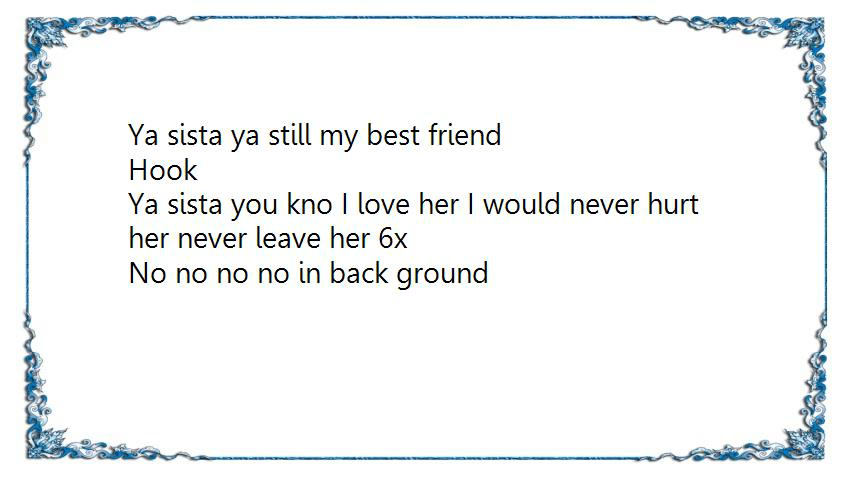 Ya sista ya still my best friend
Hook
Ya sista you kno I love her I would never hurt
her never leave her 6x
No no no no in back ground